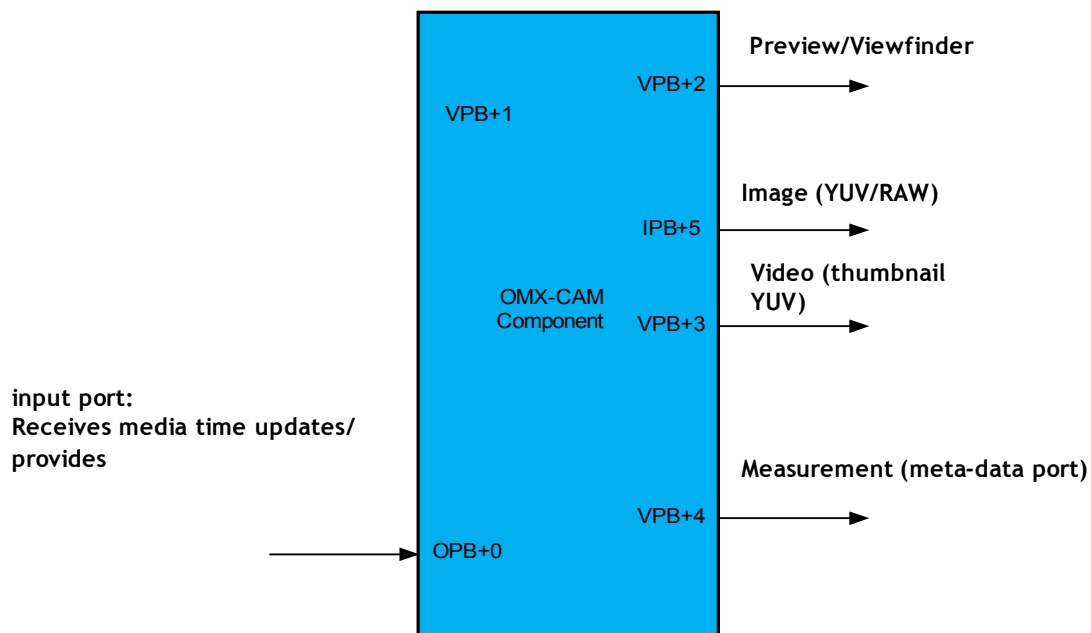 Preview/Viewfinder
VPB+2
VPB+1
Image (YUV/RAW)
IPB+5
Video (thumbnail
YUV)
OMX-CAM
Component
VPB+3
input port:
Receives media time updates/
provides
Measurement (meta-data port)
VPB+4
OPB+0